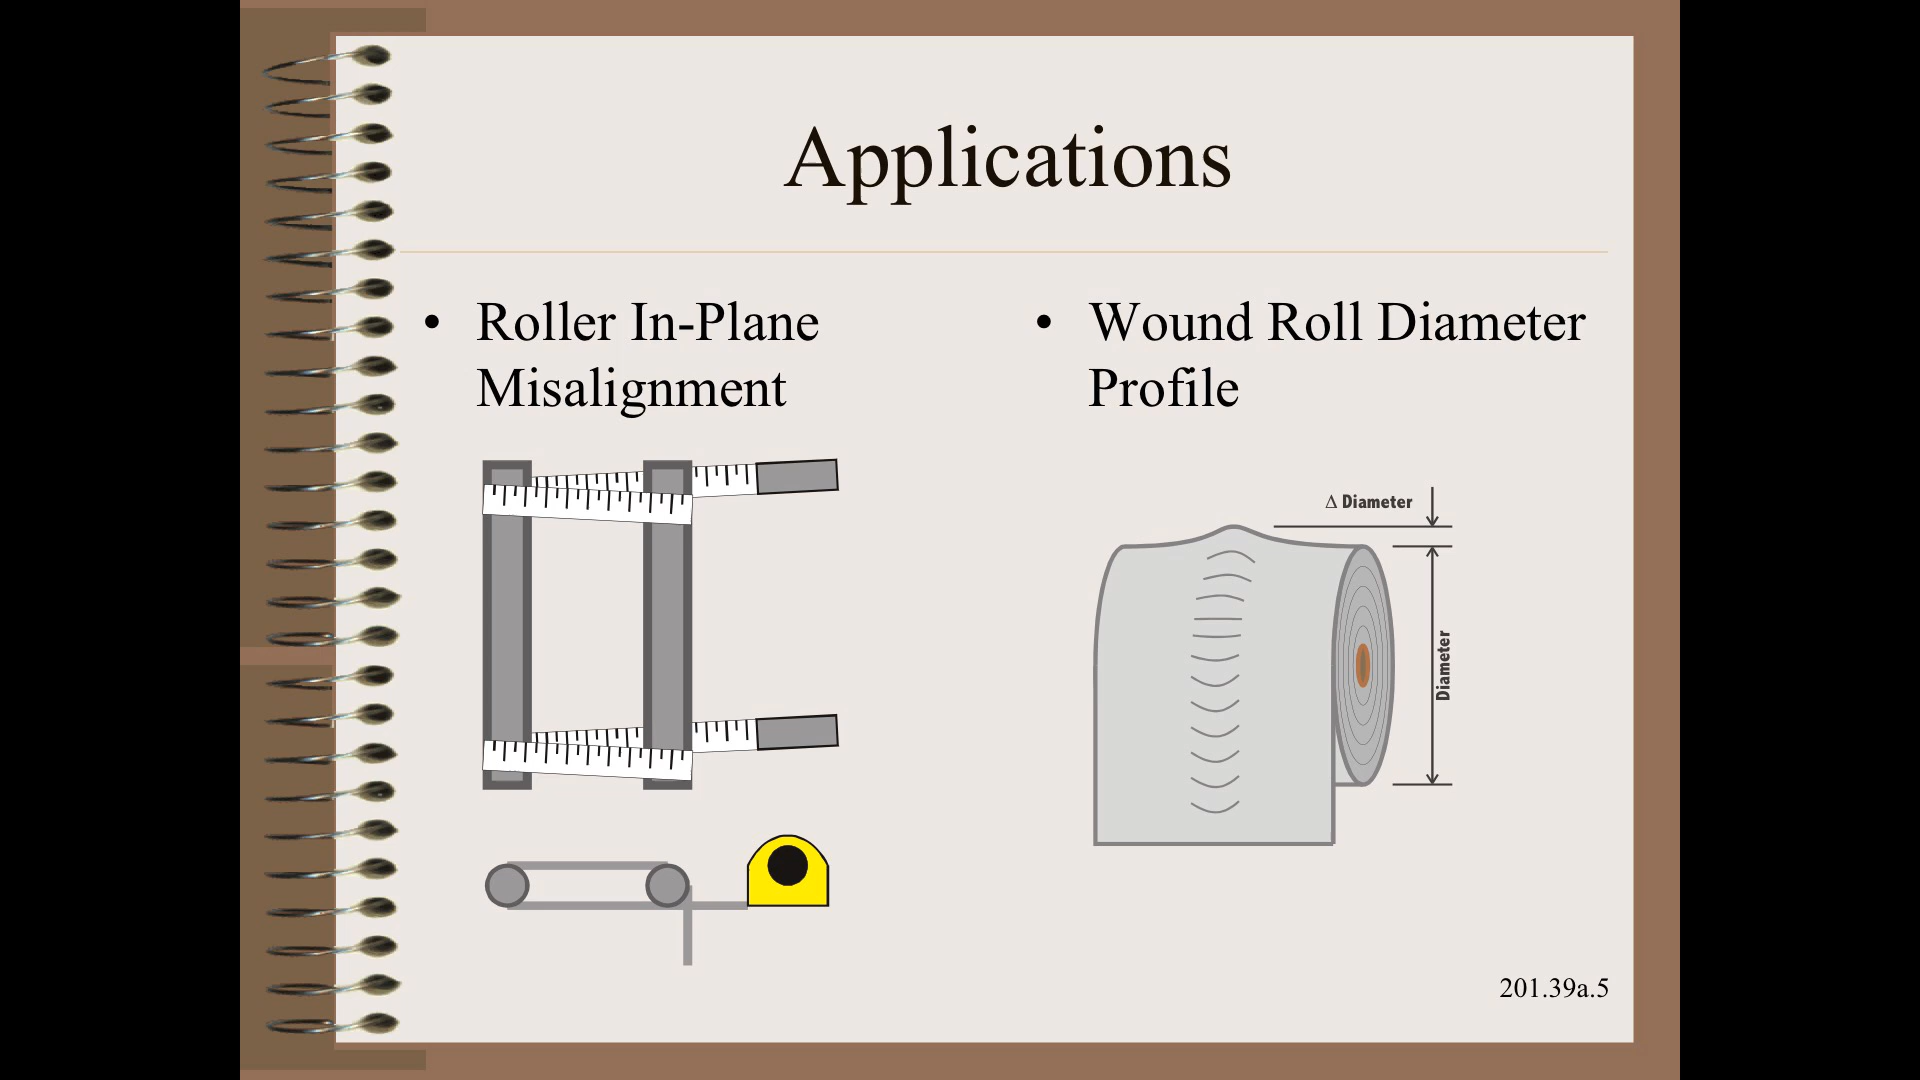 Applications
• Roller In-Plane
Misalignment
• Wound Roll Diameter
Profile
Δ Diameter
Diameter
201.39a.5